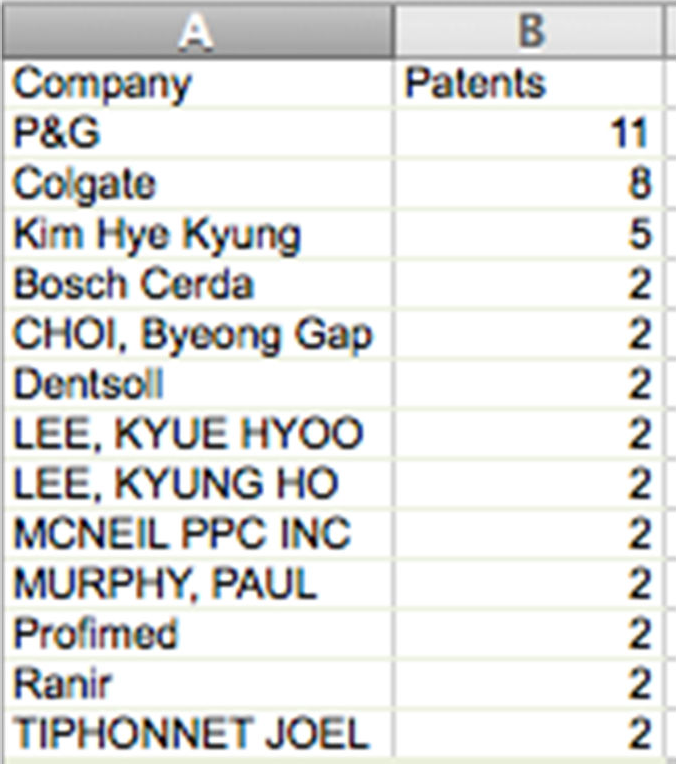 A B
Company Patents
P&G 11
Colgate 8
Kim Hye Kyung 5
Bosch Cerda 2
CHOI, Byeong Gap 2
Dentsoll 2
LEE, KYUE HYOO 2
LEE, KYUNG HO 2
MCNEIL PPC INC 2
MURPHY, PAUL 2
Profimed 2
Ranir 2
TIPHONNET JOEL 2